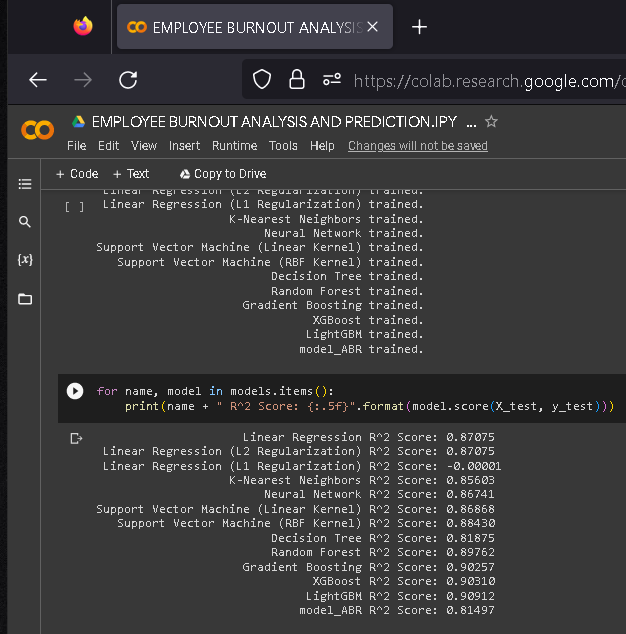 EMPLOYEE BURNOUT ANALYSIS
https://colab.research.google.com/
EMPLOYEE BURNOUT ANALYSIS AND PREDICTION.IPY ...
File Edit View Insert Runtime Tools Help Changes will not be saved
+ Code + Text Copy to Drive
Linear Regression (L2 Regularization) trained.
[ ] Linear Regression (L1 Regularization) trained.
K-Nearest Neighbors trained.
Neural Network trained.
Support Vector Machine (Linear Kernel) trained.
Support Vector Machine (RBF Kernel) trained.
Decision Tree trained.
Random Forest trained.
Gradient Boosting trained.
XGBoost trained.
LightGBM trained.
model_ABR trained.
for name, model in models.items():
print(name + " R^2 Score: {:.5f}".format(model.score(X_test, y_test)))
Linear Regression R^2 Score: 0.87075
Linear Regression (L2 Regularization) R^2 Score: 0.87075
Linear Regression (L1 Regularization) R^2 Score: -0.00001
K-Nearest Neighbors R^2 Score: 0.85603
Neural Network R^2 Score: 0.86741
Support Vector Machine (Linear Kernel) R^2 Score: 0.86868
Support Vector Machine (RBF Kernel) R^2 Score: 0.88430
Decision Tree R^2 Score: 0.81875
Random Forest R^2 Score: 0.89762
Gradient Boosting R^2 Score: 0.90257
XGBoost R^2 Score: 0.90310
LightGBM R^2 Score: 0.90912
model_ABR R^2 Score: 0.81497